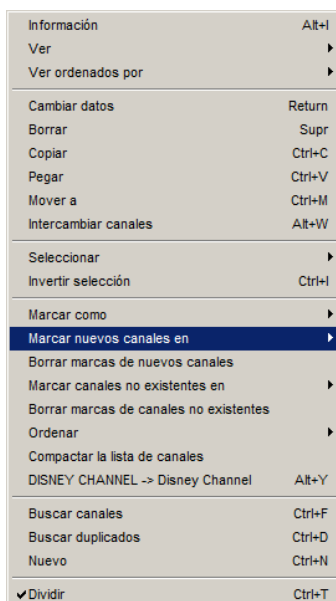 Información Alt+I
Ver
Ver ordenados por
Cambiar datos Return
Borrar Supr
Copiar Ctrl+C
Pegar Ctrl+V
Mover a Ctrl+M
Intercambiar canales Alt+W
Seleccionar
Invertir selección Ctrl+I
Marcar como
Marcar nuevos canales en
Borrar marcas de nuevos canales
Marcar canales no existentes en
Borrar marcas de canales no existentes
Ordenar
Compactar la lista de canales
DISNEY CHANNEL -> Disney Channel Alt+Y
Buscar canales Ctrl+F
Buscar duplicados Ctrl+D
Nuevo Ctrl+N
Dividir Ctrl+T